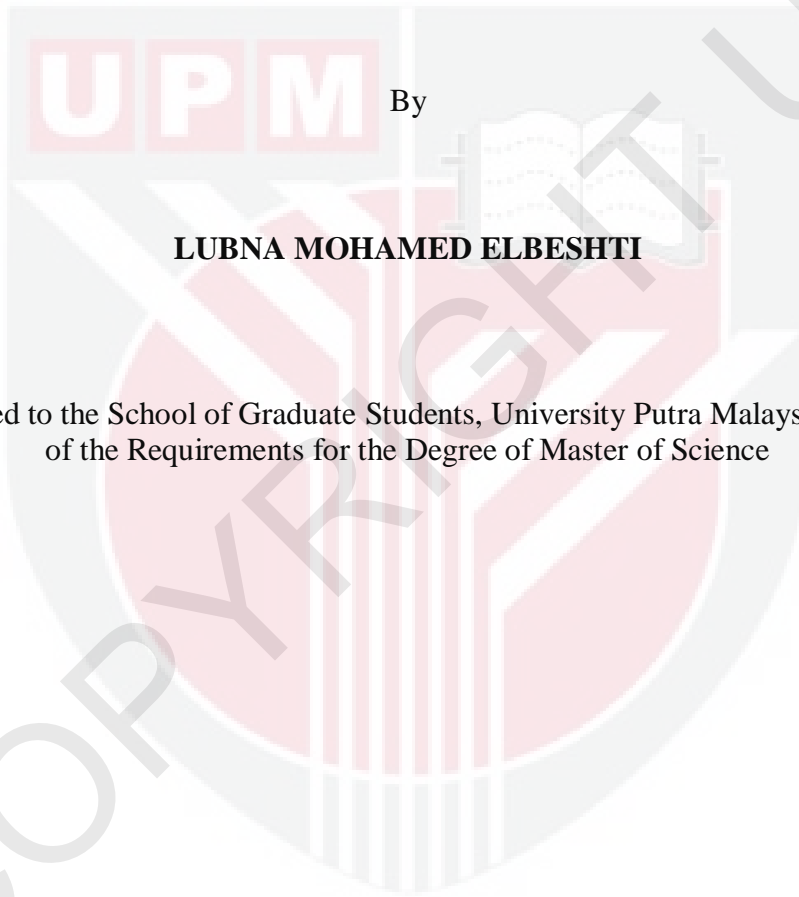 UPM
By
LUBNA MOHAMED ELBESHTI
ed to the School of Graduate Students, University Putra Malays
of the Requirements for the Degree of Master of Science
COPYRIGHT U